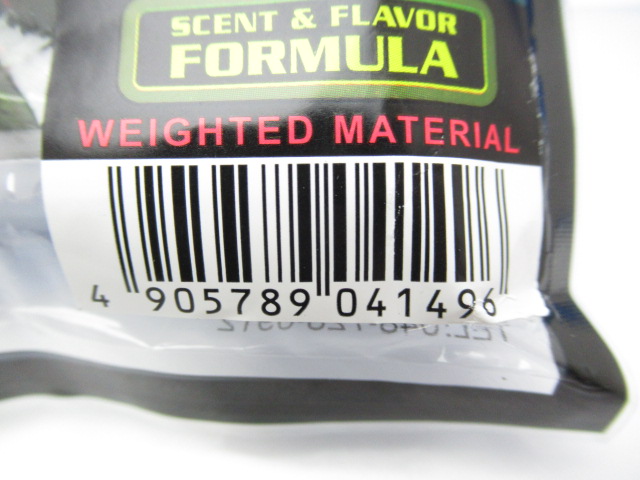 SCENT & FLAVOR
FORMULA
WEIGHTED MATERIAL
4 905789 041496